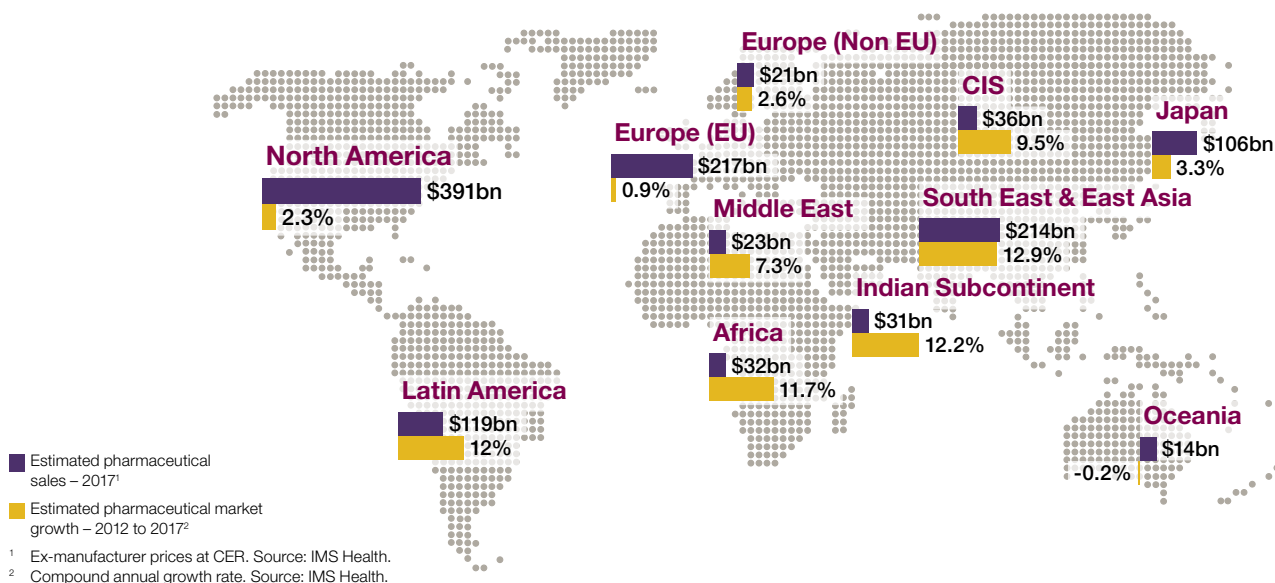 Europe (Non EU)
$21bn
2.6%
CIS
$36bn
9.5%
Japan
$106bn
3.3%
Europe (EU)
$217bn
0.9%
North America
$391bn
2.3%
Middle East
$23bn
7.3%
South East & East Asia
$214bn
12.9%
Indian Subcontinent
$31bn
12.2%
Africa
$32bn
11.7%
Latin America
$119bn
12%
Oceania
$14bn
-0.2%
Estimated pharmaceutical
sales – 2017¹
Estimated pharmaceutical market
growth – 2012 to 2017²
¹ Ex-manufacturer prices at CER. Source: IMS Health.
² Compound annual growth rate. Source: IMS Health.